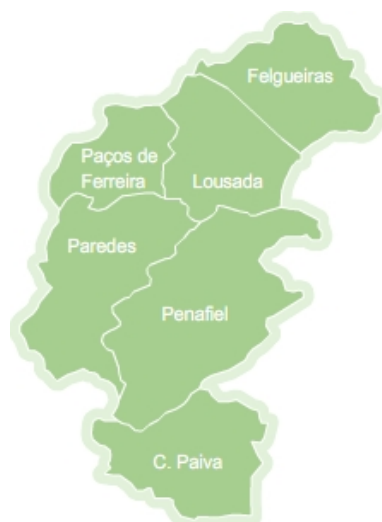 Felgueiras
Paços de
Ferreira
Lousada
Paredes
Penafiel
C. Paiva